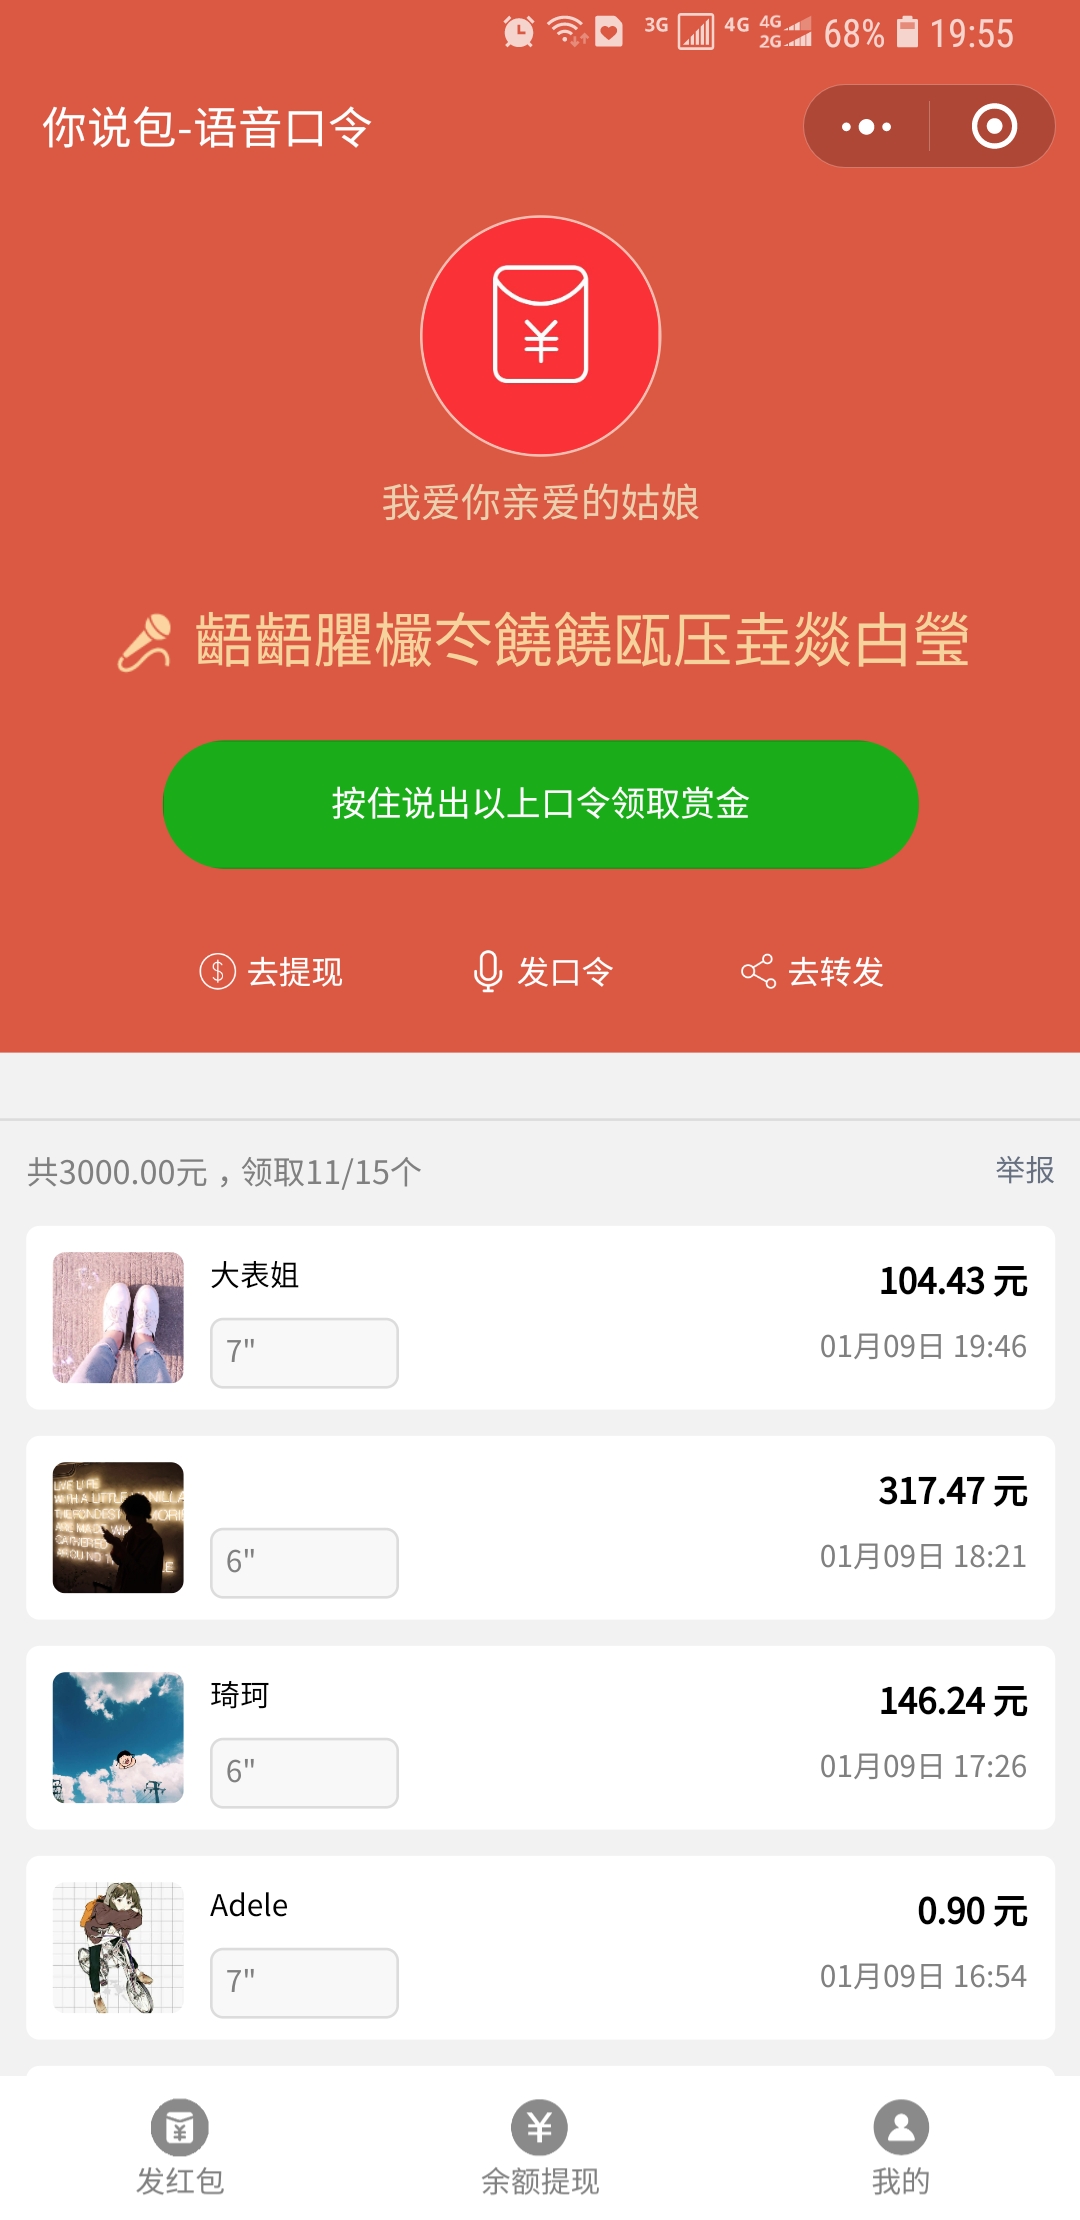 3G 4G 4G 2G 68% 19:55
你说包-语音口令
我爱你亲爱的姑娘
齬齬臞欕冭饒饒瓯压垚燚甴瑩
按住说出以上口令领取赏金
去提现 发口令 去转发
共3000.00元，领取11/15个 举报
大表姐 104.43 元
7" 01月09日 19:46
317.47 元
6" 01月09日 18:21
琦珂 146.24 元
6" 01月09日 17:26
Adele 0.90 元
7" 01月09日 16:54
发红包 余额提现 我的